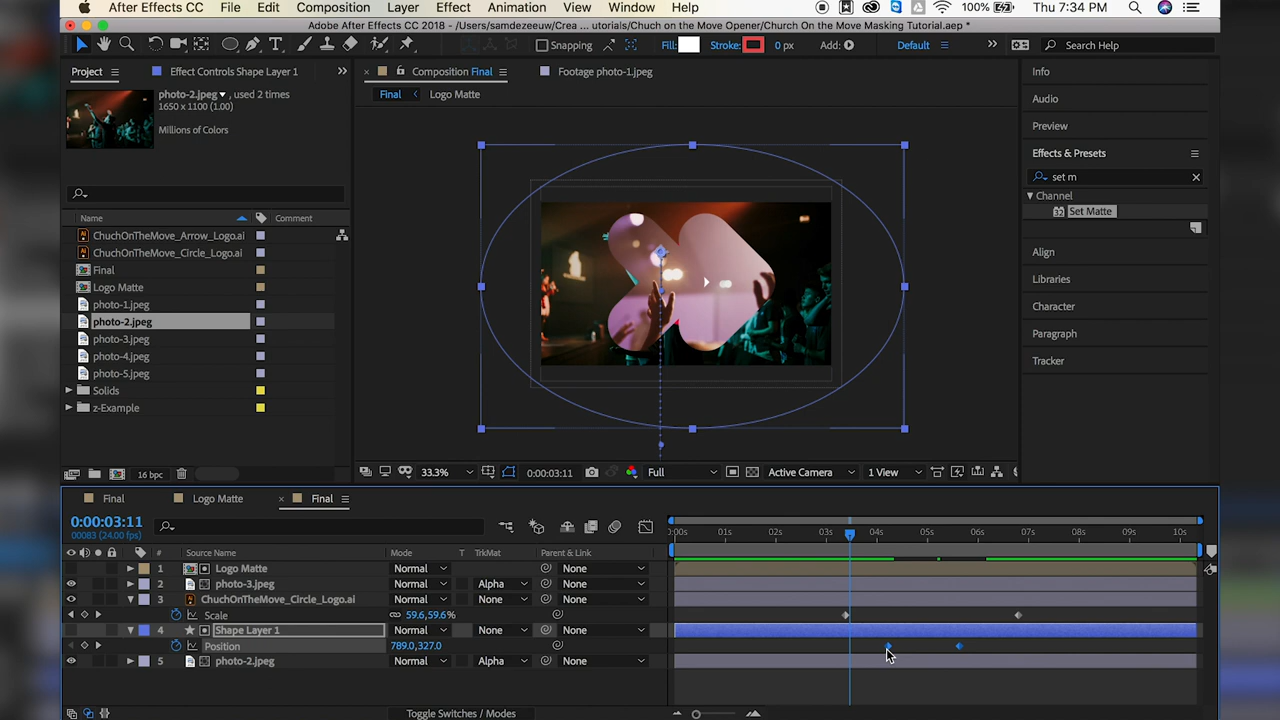 After Effects CC File Edit Composition Layer Effect Animation View Window Help 100% Thu 7:34 PM
Adobe After Effects CC 2018 - /Users/samdezeeuw/Crea ... utorials/Chuch on the Move Opener/Church On the Move Masking Tutorial.aep *
Snapping Fill: Stroke: 0 px Add: Default Search Help
Project Effect Controls Shape Layer 1 Composition Final Footage photo-1.jpeg Info
photo-2.jpeg, used 2 times Final Logo Matte Audio
1650 x 1100 (1.00)
Millions of Colors Preview
Effects & Presets
set m
Channel
32 Set Matte
Name Comment
ChuchOnTheMove_Arrow_Logo.ai
ChuchOnTheMove_Circle_Logo.ai Align
Final
Logo Matte Libraries
photo-1.jpeg Character
photo-2.jpeg
photo-3.jpeg Paragraph
photo-4.jpeg Tracker
photo-5.jpeg
Solids
z-Example
16 bpc 33.3% 0:00:03:11 Full Active Camera 1 View
Final Logo Matte Final
0:00:03:11
00083 (24.00 fps)
:00s 01s 02s 03s 04s 05s 06s 07s 08s 09s 10s
# Source Name Mode T TrkMat Parent & Link
1 Logo Matte Normal None
2 photo-3.jpeg Normal Alpha None
3 ChuchOnTheMove_Circle_Logo.ai Normal None None
Scale 59.6,59.6%
4 Shape Layer 1 Normal None None
Position 789.0,327.0
5 photo-2.jpeg Normal Alpha None
Toggle Switches / Modes